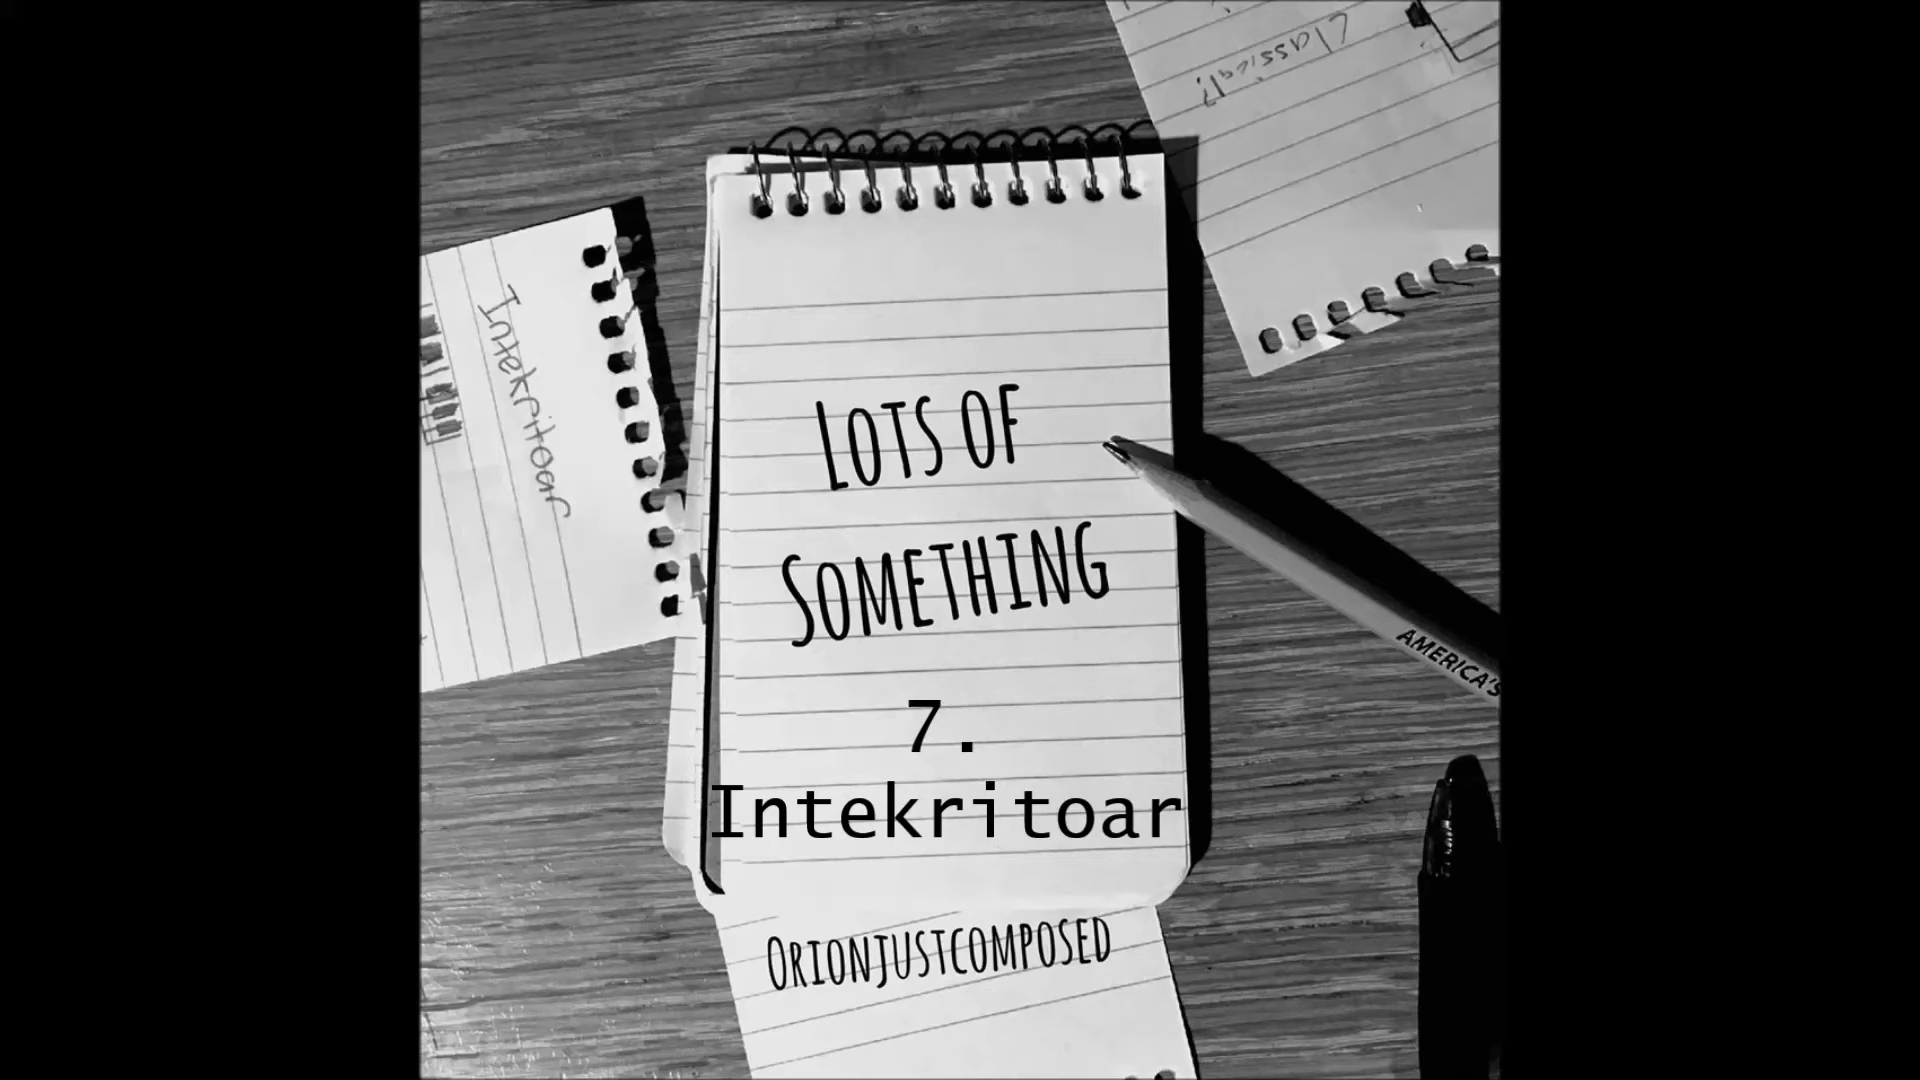 Classical?
Intekritoar
LOTS OF
SOMETHING
AMERICA'S
7.
Intekritoar
ORIONJUSTCOMPOSED